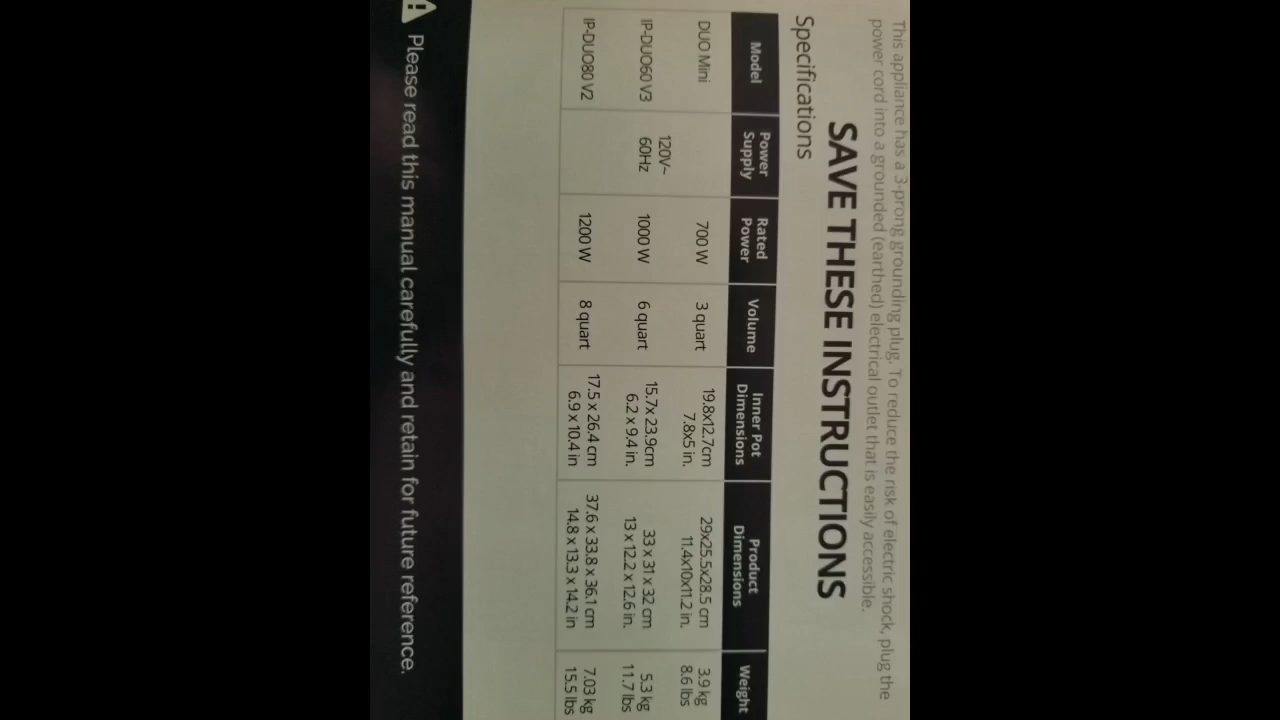 This appliance has a 3-prong grounding plug. To reduce the risk of electric shock, plug the
power cord into a grounded (earthed) electrical outlet that is easily accessible.
SAVE THESE INSTRUCTIONS
Specifications
Model Power Supply Rated Power Volume Inner Pot Dimensions Product Dimensions Weight
DUO Mini 700 W 3 quart 19.8x12.7cm 7.8x5 in. 29x25.5x28.5 cm 11.4x10x11.2 in. 3.9 kg 8.6 lbs
IP-DUO60 V3 120V~ 60Hz 1000 W 6 quart 15.7x 23.9cm 6.2 x 9.4 in. 33 x 31 x 32 cm 13 x 12.2 x 12.6 in. 5.3 kg 11.7 lbs
IP-DUO80 V2 1200 W 8 quart 17.5 x 26.4 cm 6.9 x 10.4 in 37.6 x 33.8 x 36.1 cm 14.8 x 13.3 x 14.2 in 7.03 kg 15.5 lbs
Please read this manual carefully and retain for future reference.